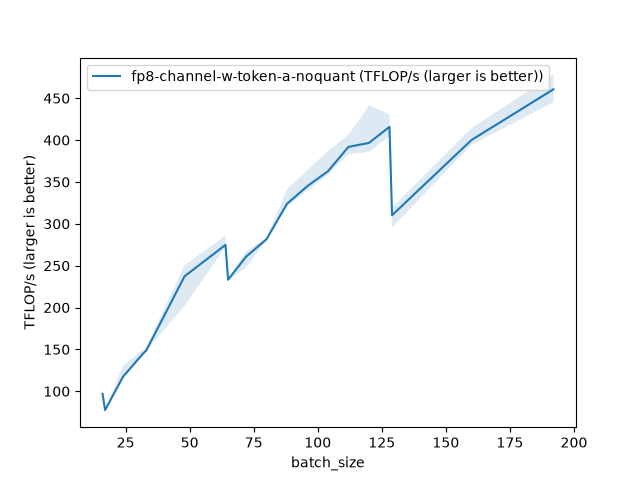 fp8-channel-w-token-a-noquant (TFLOP/s (larger is better))
TFLOP/s (larger is better)
450
400
350
300
250
200
150
100
25 50 75 100 125 150 175 200
batch_size